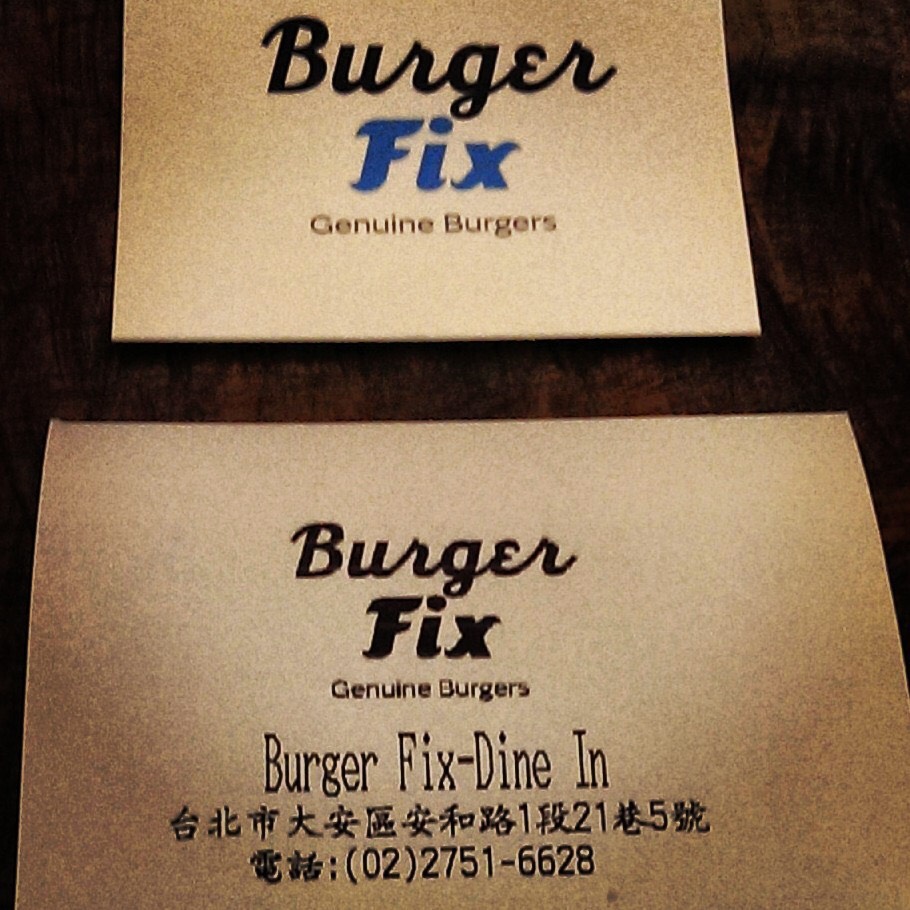 Burger
Fix
Genuine Burgers
Burger
Fix
Genuine Burgers
Burger Fix-Dine In
台北市大安區安和路1段21巷5號
電話:(02)2751-6628